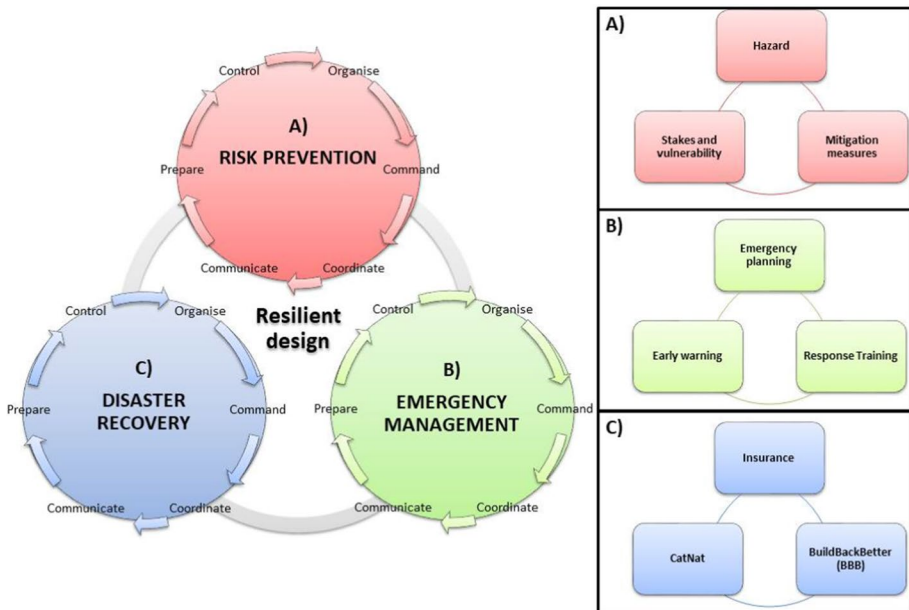 Control
Organise
A)
RISK PREVENTION
Prepare
Command
Communicate
Coordinate
Resilient
design
Control
Organise
C)
DISASTER
RECOVERY
Prepare
Command
Communicate
Coordinate
Control
Organise
B)
EMERGENCY
MANAGEMENT
Prepare
Command
Communicate
Coordinate
A)
Hazard
Stakes and
vulnerability
Mitigation
measures
B)
Emergency
planning
Early warning
Response Training
C)
Insurance
CatNat
BuildBackBetter
(BBB)